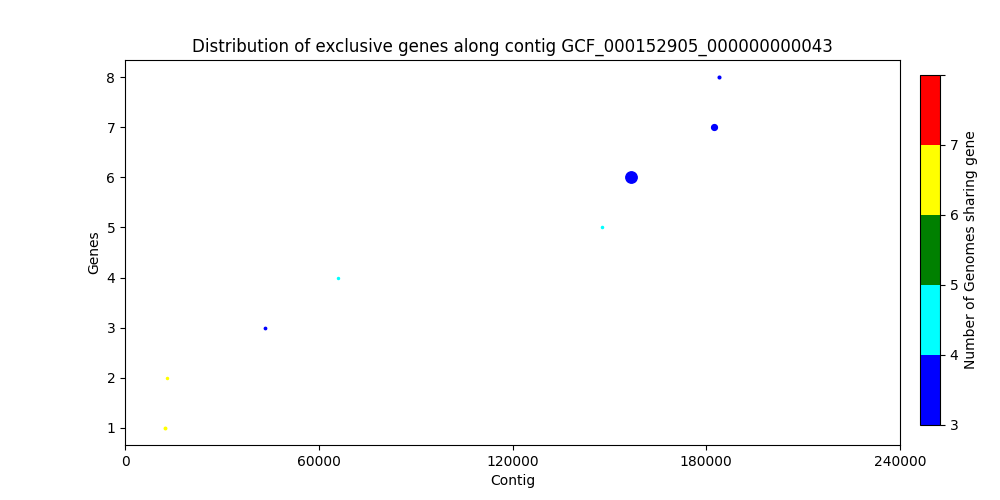 Distribution of exclusive genes along contig GCF_000152905_000000000043
8
7
6
5
4
3
2
1
Genes
0 60000 120000 180000 240000
Contig
7
6
5
4
3
Number of Genomes sharing gene